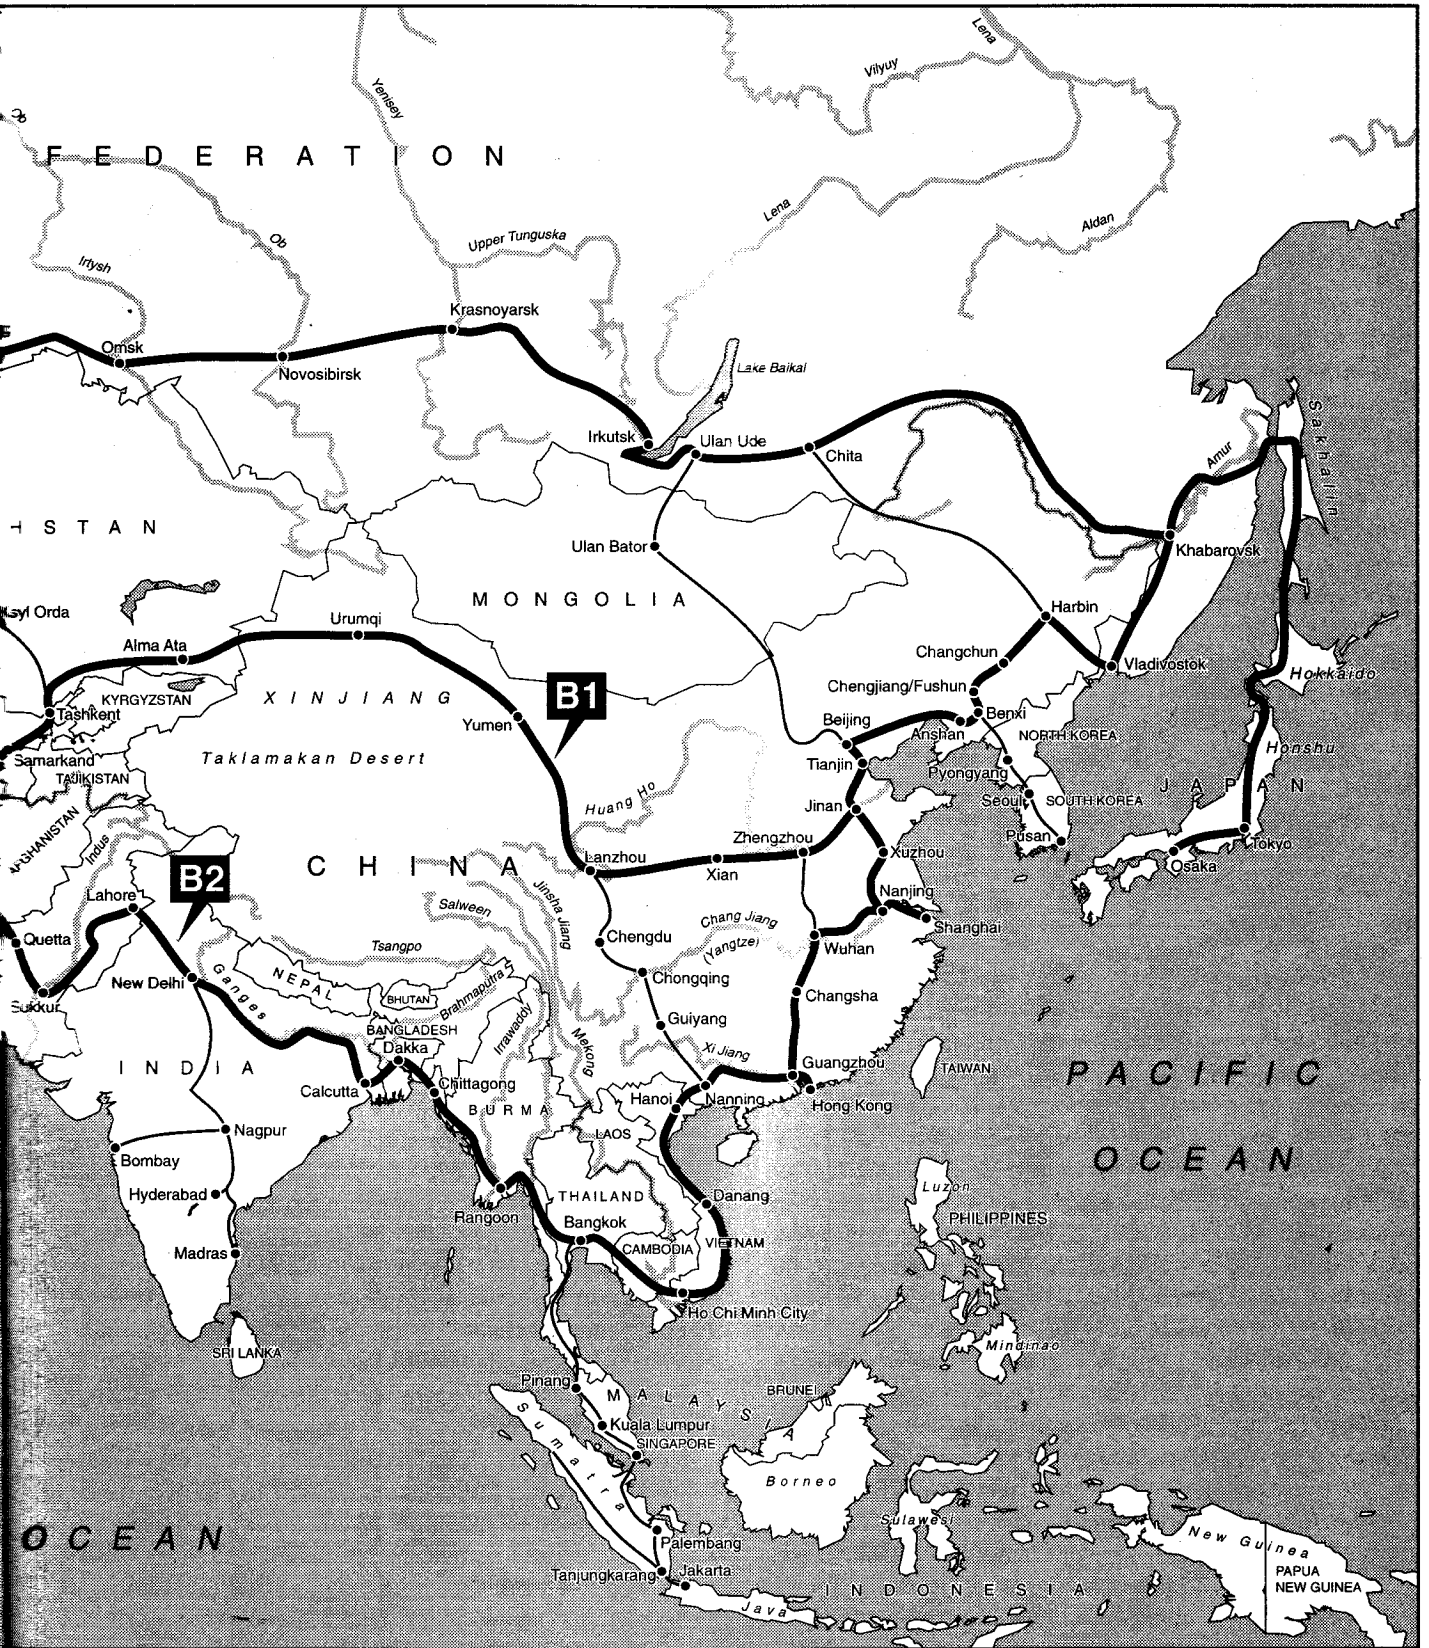 Lena
Vilyuy
Ob
Yenisey
FEDERATION
Lena
Aldan
Upper Tunguska
Ob
Irtysh
Krasnoyarsk
Omsk
Novosibirsk
Lake Baikal
Sakhalin
Irkutsk
Ulan Ude
Chita
Amur
HSTAN
Ulan Bator
Khabarovsk
MONGOLIA
Harbin
Urumqi
Alma Ata
Changchun
Vladivostok
Hokkaido
B1
Chengjiang/Fushun
KYRGYZSTAN
XINJIANG
Tashkent
Yumen
Beijing
Benxi
Anshan
NORTH KOREA
Honshu
Samarkand
Taklamakan Desert
Tianjin
Pyongyang
TAJIKISTAN
JAPAN
Huang Ho
Jinan
Seoul
SOUTH KOREA
AFGHANISTAN
Indus
Zhengzhou
Pusan
Tokyo
CHINA
Lanzhou
Xian
Xuzhou
Osaka
B2
Jinsha Jiang
Lahore
Nanjing
Salween
Chang Jiang
(Yangtze)
Shanghai
Quetta
Tsangpo
Chengdu
Wuhan
New Delhi
Ganges
NEPAL
Chongqing
Sukkur
BHUTAN
Brahmaputra
Changsha
Irrawaddy
Guiyang
BANGLADESH
Mekong
Dakka
Xi Jiang
Guangzhou
INDIA
PACIFIC
OCEAN
TAIWAN
Calcutta
Chittagong
Hanoi
Nanning
Hong Kong
BURMA
Nagpur
LAOS
Bombay
Hyderabad
THAILAND
Danang
Luzon
Rangoon
Bangkok
PHILIPPINES
Madras
CAMBODIA
VIETNAM
Ho Chi Minh City
SRI LANKA
Mindinao
Pinang
MALAYSIA
BRUNEI
Sumatra
Kuala Lumpur
SINGAPORE
Borneo
OCEAN
Sulawesi
Palembang
New Guinea
Tanjungkarang
Jakarta
PAPUA
NEW GUINEA
INDONESIA
Java